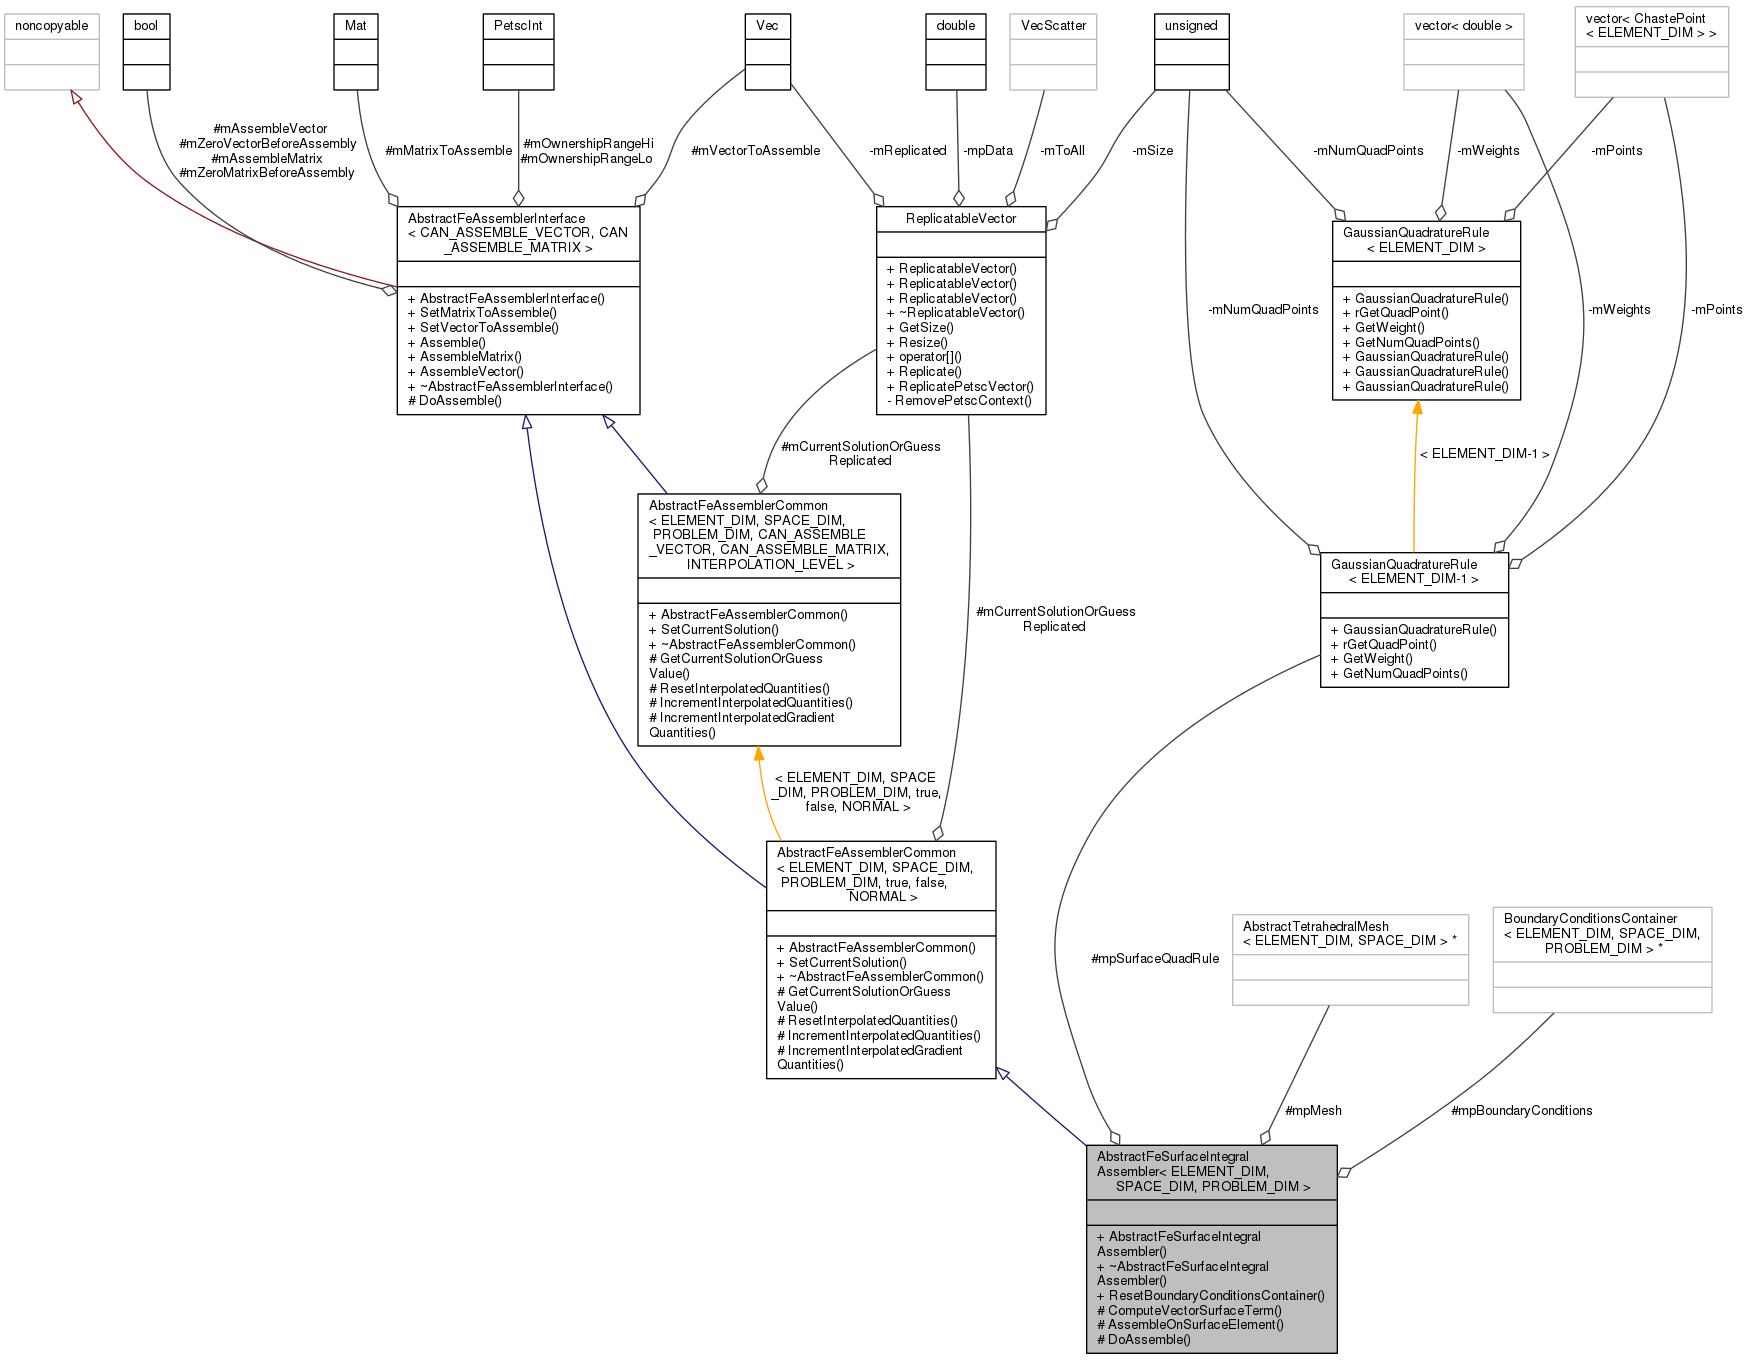 noncopyable
bool
Mat
PetscInt
Vec
double
VecScatter
unsigned
vector< double >
vector< ChastePoint
< ELEMENT_DIM > >
#mAssembleVector
#mZeroVectorBeforeAssembly
#mAssembleMatrix
#mZeroMatrixBeforeAssembly
#mMatrixToAssemble
#mOwnershipRangeHi
#mOwnershipRangeLo
#mVectorToAssemble
-mReplicated
-mpData
-mToAll
-mSize
-mNumQuadPoints
-mWeights
-mPoints
AbstractFeAssemblerInterface
< CAN_ASSEMBLE_VECTOR, CAN
_ASSEMBLE_MATRIX >
+ AbstractFeAssemblerInterface()
+ SetMatrixToAssemble()
+ SetVectorToAssemble()
+ Assemble()
+ AssembleMatrix()
+ AssembleVector()
+ ~AbstractFeAssemblerInterface()
# DoAssemble()
ReplicatableVector
+ ReplicatableVector()
+ ReplicatableVector()
+ ReplicatableVector()
+ ~ReplicatableVector()
+ GetSize()
+ Resize()
+ operator[]()
+ Replicate()
+ ReplicatePetscVector()
- RemovePetscContext()
GaussianQuadratureRule
< ELEMENT_DIM >
+ GaussianQuadratureRule()
+ rGetQuadPoint()
+ GetWeight()
+ GetNumQuadPoints()
+ GaussianQuadratureRule()
+ GaussianQuadratureRule()
+ GaussianQuadratureRule()
-mNumQuadPoints
-mWeights
-mPoints
#mCurrentSolutionOrGuess
Replicated
< ELEMENT_DIM-1 >
AbstractFeAssemblerCommon
< ELEMENT_DIM, SPACE_DIM,
PROBLEM_DIM, CAN_ASSEMBLE
_VECTOR, CAN_ASSEMBLE_MATRIX,
INTERPOLATION_LEVEL >
+ AbstractFeAssemblerCommon()
+ SetCurrentSolution()
+ ~AbstractFeAssemblerCommon()
# GetCurrentSolutionOrGuess
Value()
# ResetInterpolatedQuantities()
# IncrementInterpolatedQuantities()
# IncrementInterpolatedGradient
Quantities()
#mCurrentSolutionOrGuess
Replicated
GaussianQuadratureRule
< ELEMENT_DIM-1 >
+ GaussianQuadratureRule()
+ rGetQuadPoint()
+ GetWeight()
+ GetNumQuadPoints()
< ELEMENT_DIM, SPACE
_DIM, PROBLEM_DIM, true,
false, NORMAL >
AbstractFeAssemblerCommon
< ELEMENT_DIM, SPACE_DIM,
PROBLEM_DIM, true, false,
NORMAL >
+ AbstractFeAssemblerCommon()
+ SetCurrentSolution()
+ ~AbstractFeAssemblerCommon()
# GetCurrentSolutionOrGuess
Value()
# ResetInterpolatedQuantities()
# IncrementInterpolatedQuantities()
# IncrementInterpolatedGradient
Quantities()
#mpSurfaceQuadRule
AbstractTetrahedralMesh
< ELEMENT_DIM, SPACE_DIM > *
BoundaryConditionsContainer
< ELEMENT_DIM, SPACE_DIM,
PROBLEM_DIM > *
#mpMesh
#mpBoundaryConditions
AbstractFeSurfaceIntegral
Assembler< ELEMENT_DIM,
SPACE_DIM, PROBLEM_DIM >
+ AbstractFeSurfaceIntegral
Assembler()
+ ~AbstractFeSurfaceIntegral
Assembler()
+ ResetBoundaryConditionsContainer()
# ComputeVectorSurfaceTerm()
# AssembleOnSurfaceElement()
# DoAssemble()